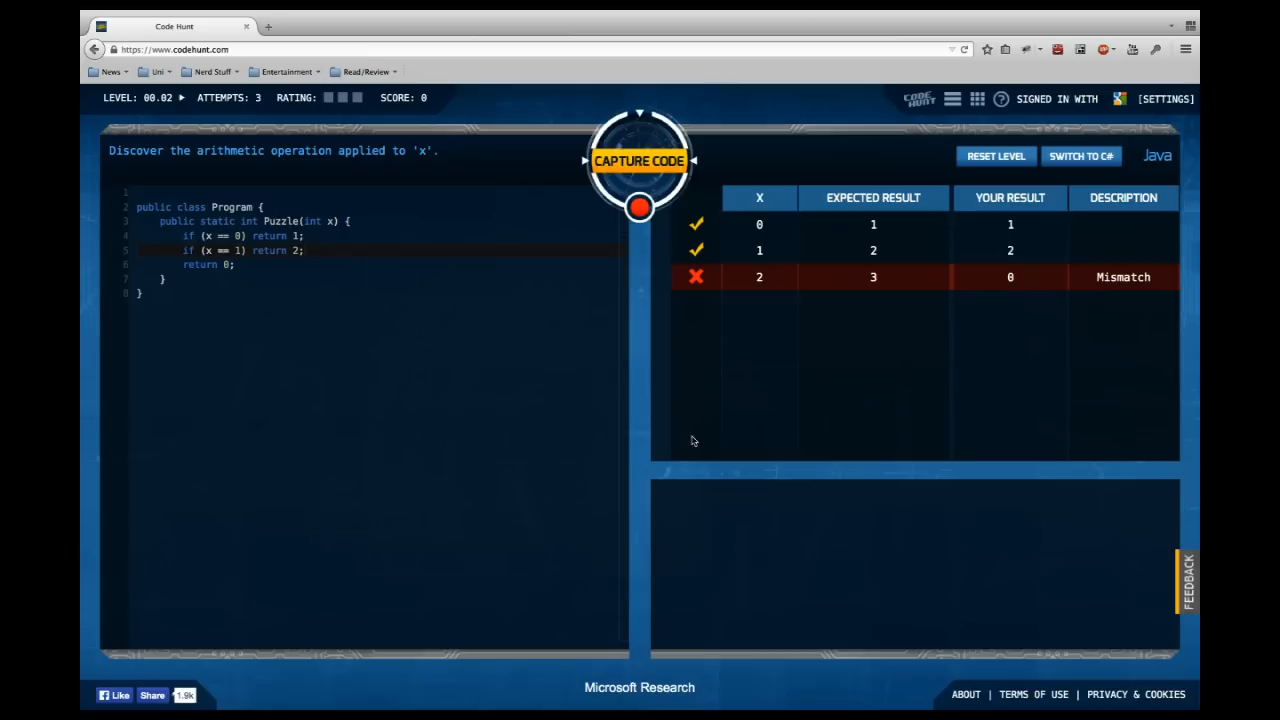 Code Hunt
https://www.codehunt.com
News Uni Nerd Stuff Entertainment Read/Review
LEVEL: 00.02 ATTEMPTS: 3 RATING: SCORE: 0
CODE HUNT
SIGNED IN WITH [SETTINGS]
Discover the arithmetic operation applied to 'x'.
CAPTURE CODE
RESET LEVEL SWITCH TO C# Java
1
2 public class Program {
3 public static int Puzzle(int x) {
4 if (x == 0) return 1;
5 if (x == 1) return 2;
6 return 0;
7 }
8 }
X EXPECTED RESULT YOUR RESULT DESCRIPTION
0 1 1
1 2 2
2 3 0 Mismatch
FEEDBACK
Like Share 1.9k
Microsoft Research
ABOUT | TERMS OF USE | PRIVACY & COOKIES